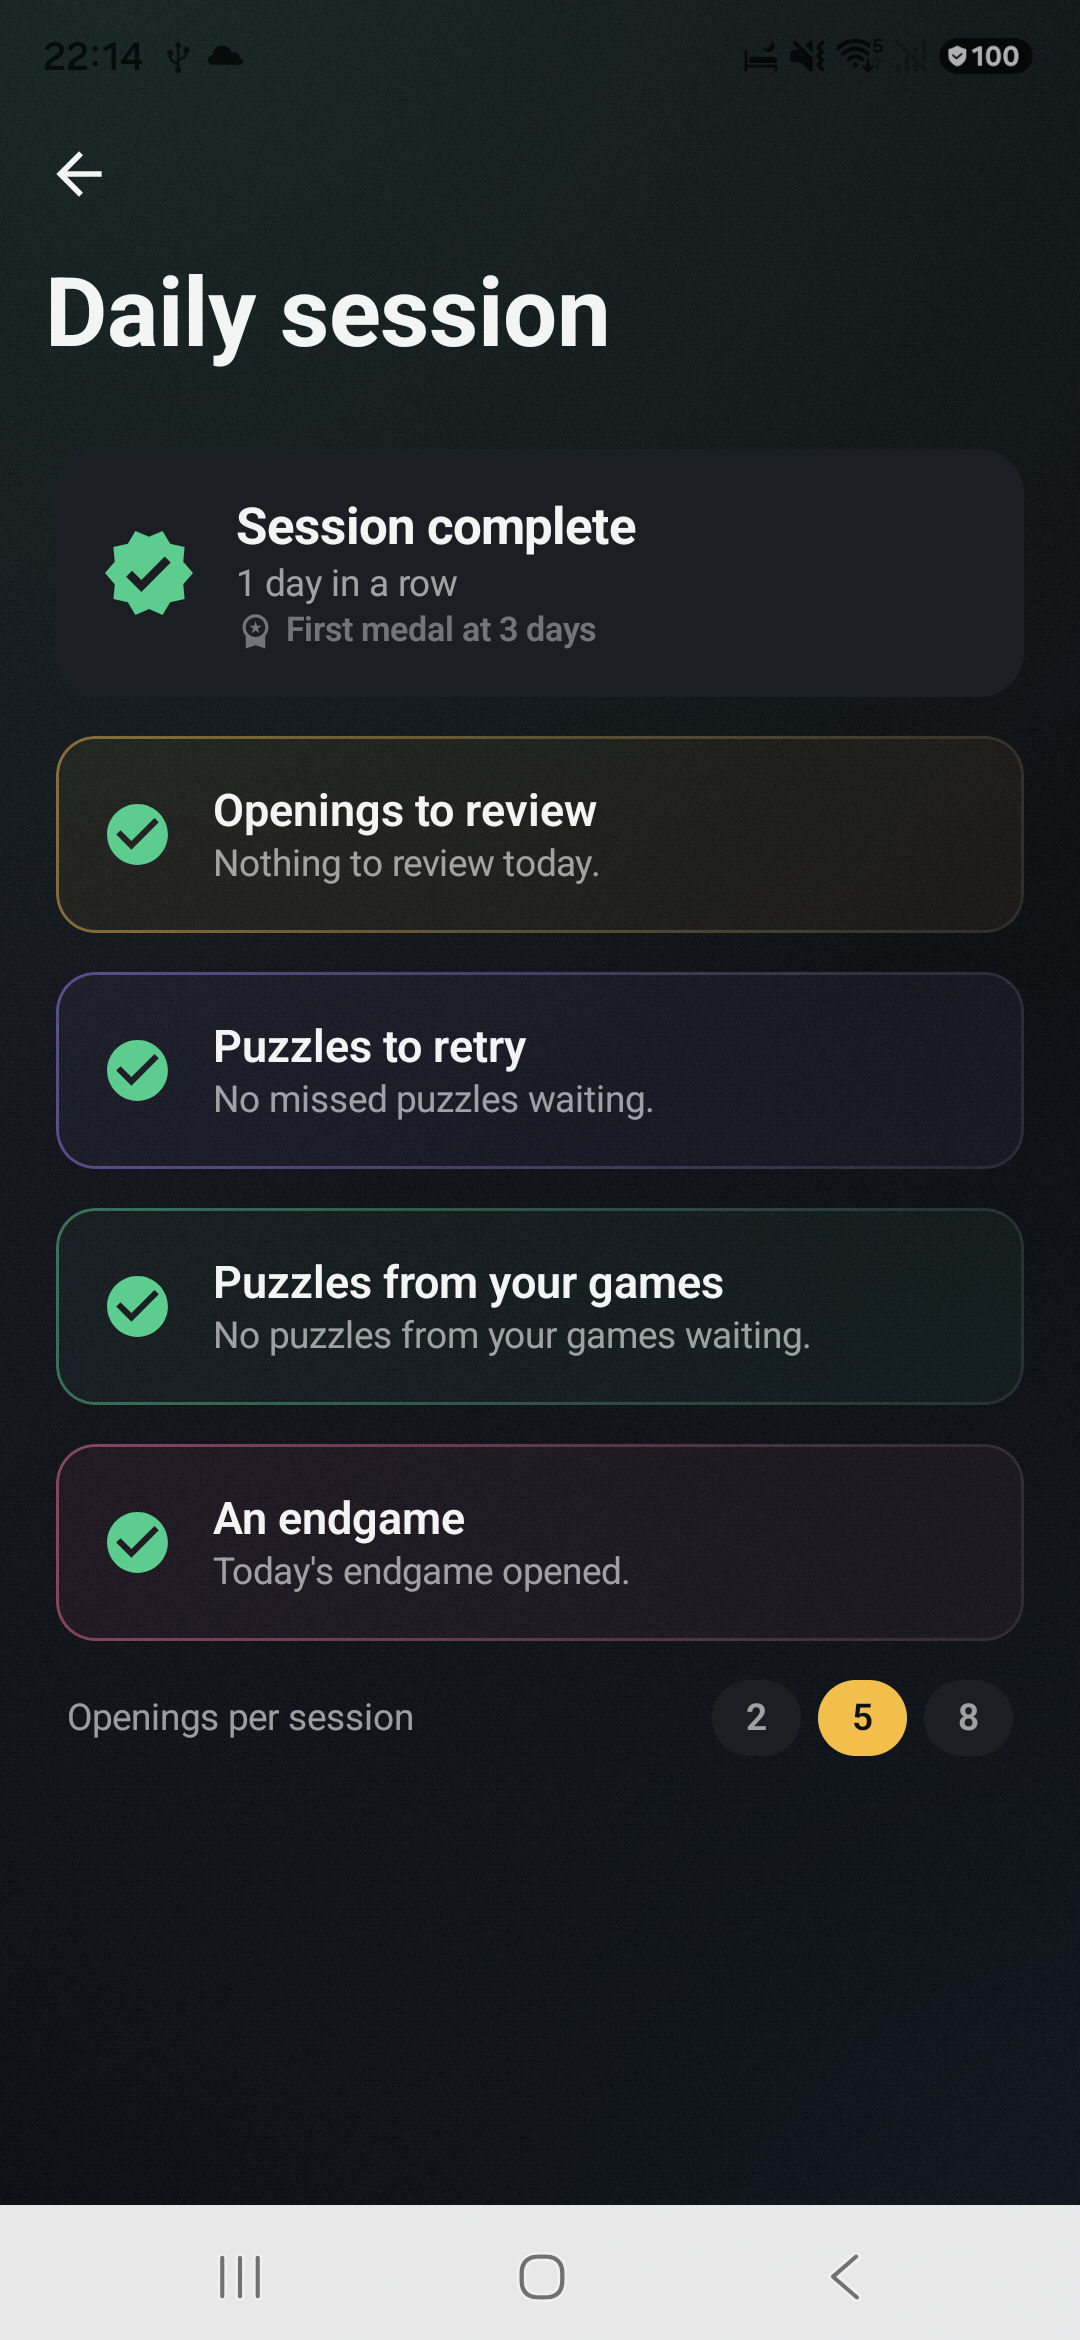 22:14
5
100
Daily session
Session complete
1 day in a row
First medal at 3 days
Openings to review
Nothing to review today.
Puzzles to retry
No missed puzzles waiting.
Puzzles from your games
No puzzles from your games waiting.
An endgame
Today's endgame opened.
Openings per session 2 5 8